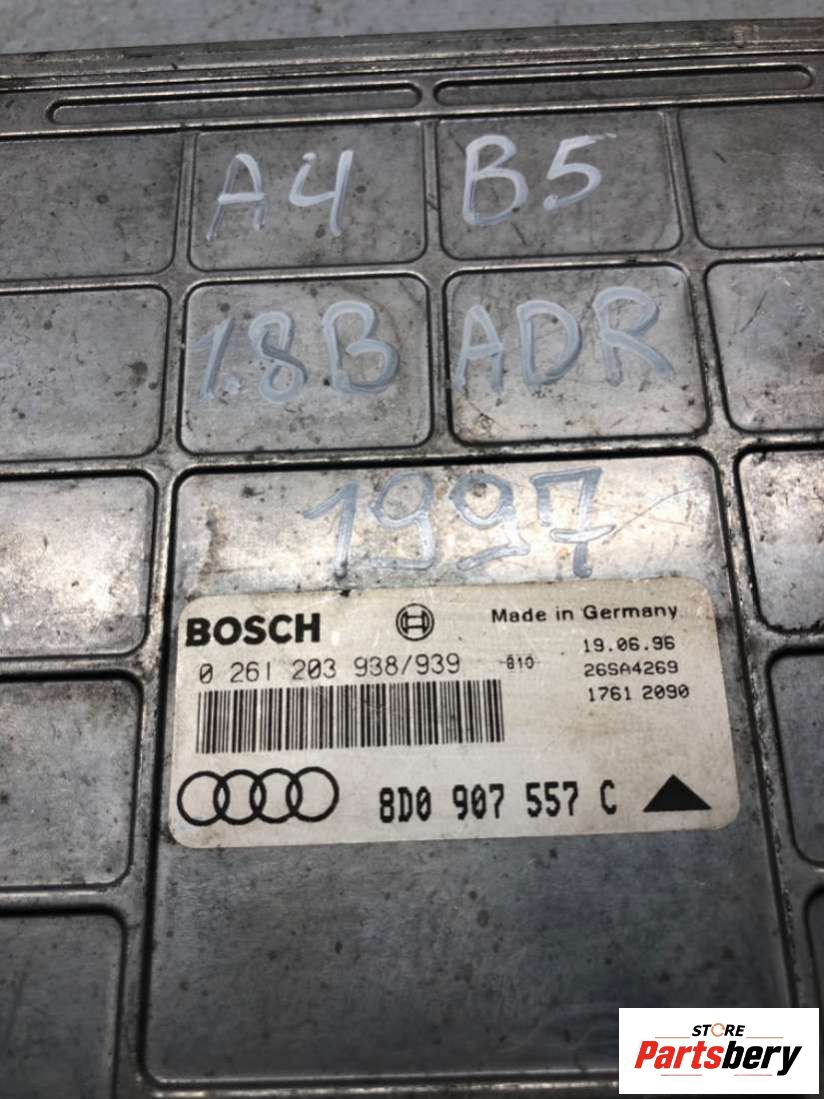 A4 B5
1.8B ADR
1997
BOSCH Made in Germany
0 261 203 938/939 810 19.06.96
26SA4269
1761 2090
8D0 907 557 C
STORE
Partsbery